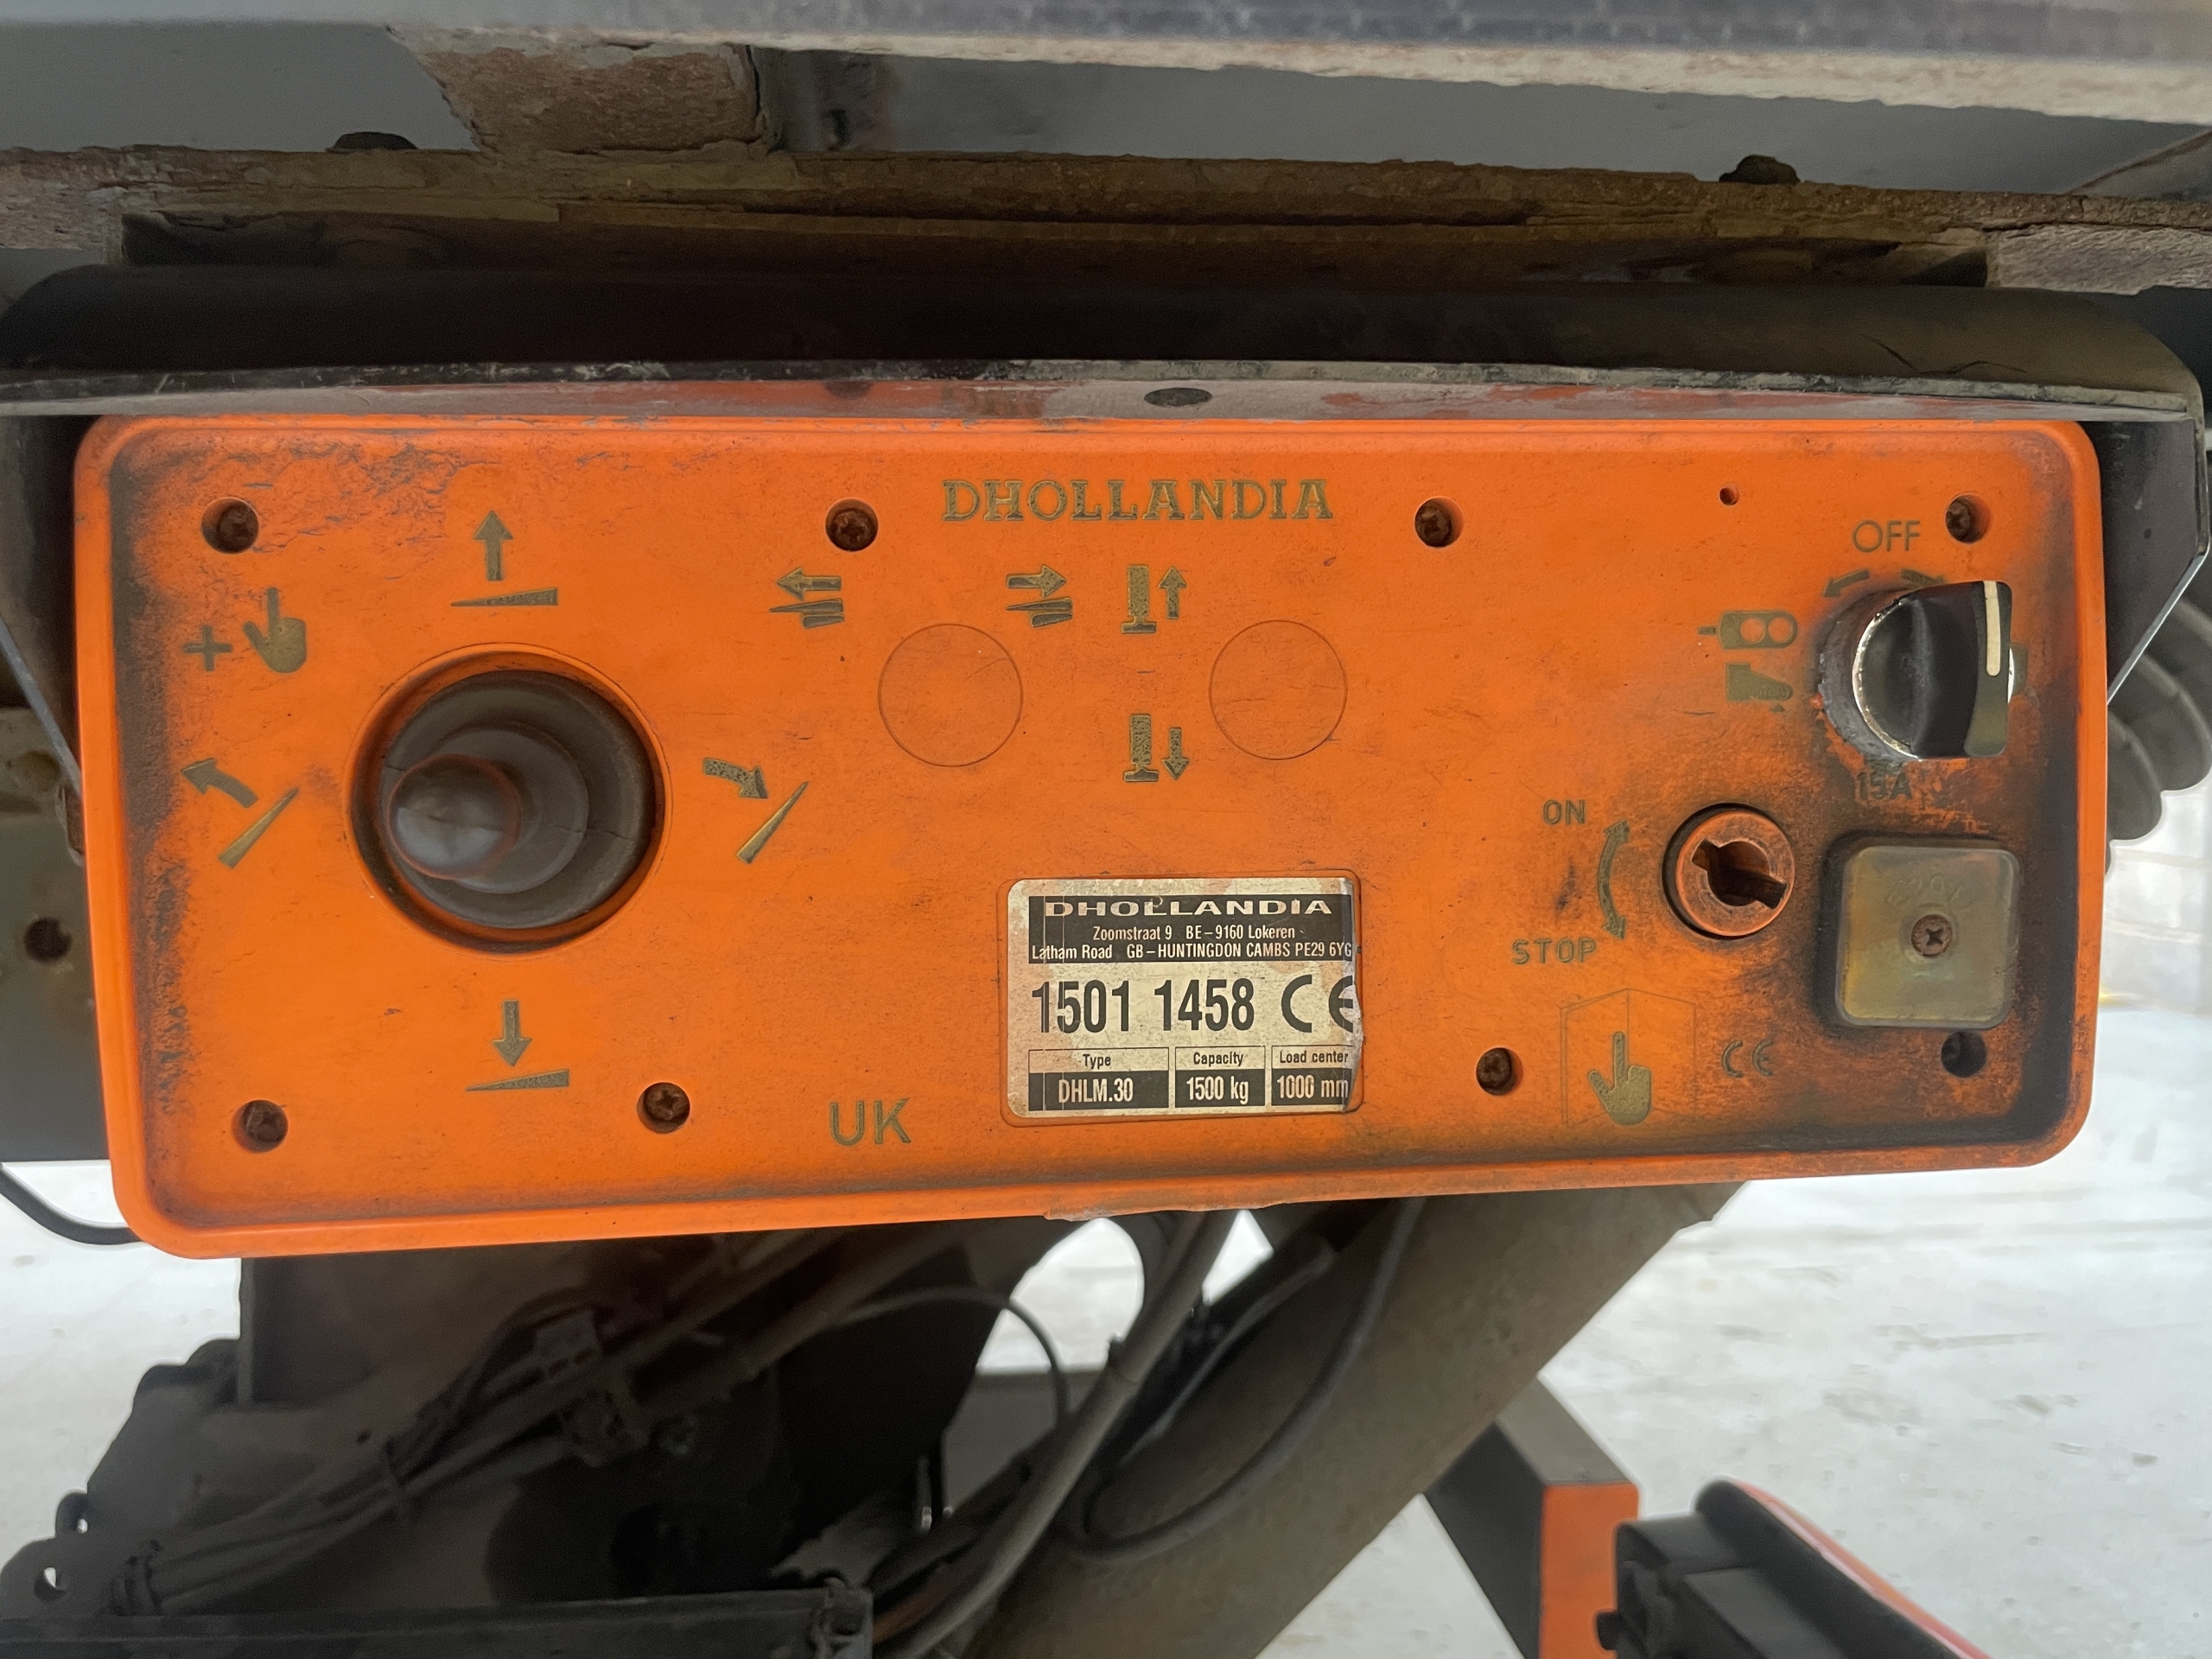 DHOLLANDIA
OFF
15A
ON
STOP
DHOLLANDIA
Zoomstraat 9 BE-9160 Lokeren
Latham Road GB-HUNTINGDON CAMBS PE29 6YG
1501 1458 CE
Type Capacity Load center
DHLM.30 1500 kg 1000 mm
CE
UK